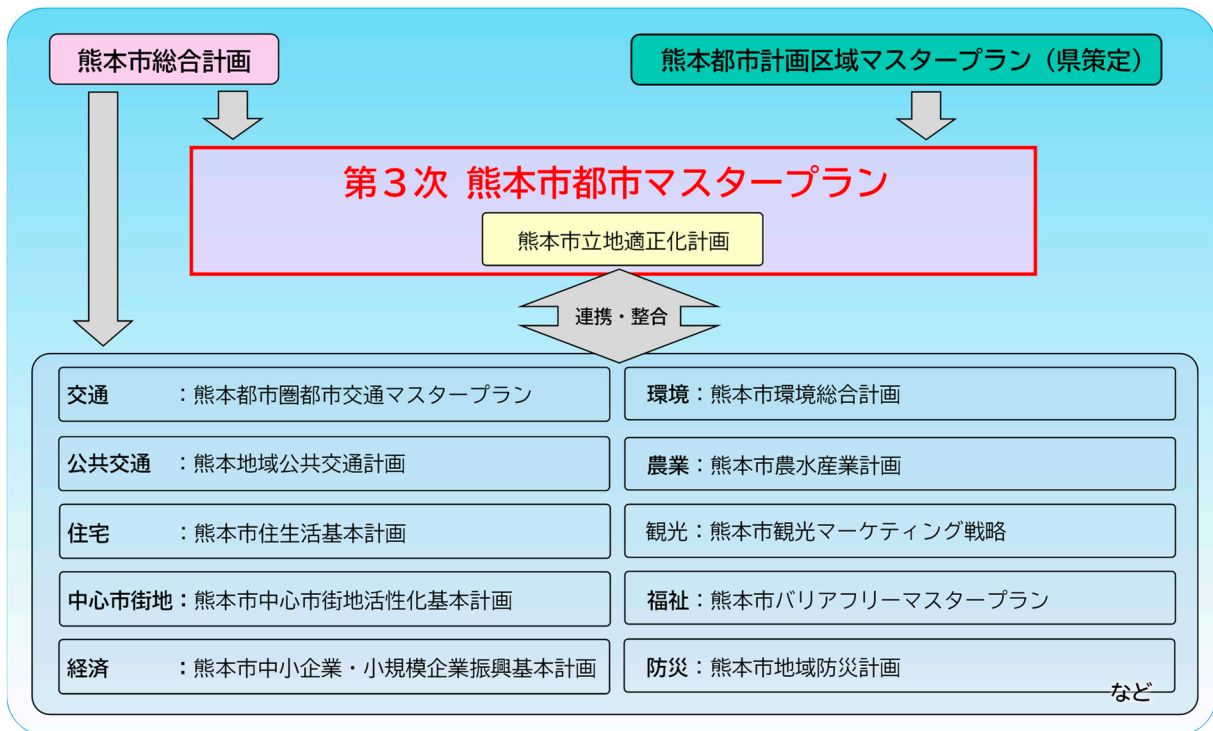 熊本市総合計画
熊本都市計画区域マスタープラン（県策定）
第３次 熊本市都市マスタープラン
熊本市立地適正化計画
連携・整合
交通　　　：熊本都市圏都市交通マスタープラン
公共交通　：熊本地域公共交通計画
住宅　　　：熊本市住生活基本計画
中心市街地：熊本市中心市街地活性化基本計画
経済　　　：熊本市中小企業・小規模企業振興基本計画
環境：熊本市環境総合計画
農業：熊本市農水産業計画
観光：熊本市観光マーケティング戦略
福祉：熊本市バリアフリーマスタープラン
防災：熊本市地域防災計画
など